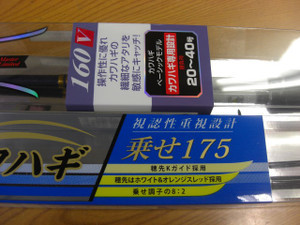 160V
操作性に優れ
カワハギの
繊細なアタリを
敏感にキャッチ!
カワハギ
ベーシックモデル
カワハギ専用設計
20〜40号
ワハギ
視認性重視設計
乗せ175
穂先Kガイド採用
穂先はホワイト&オレンジスレッド採用
乗せ調子の8:2